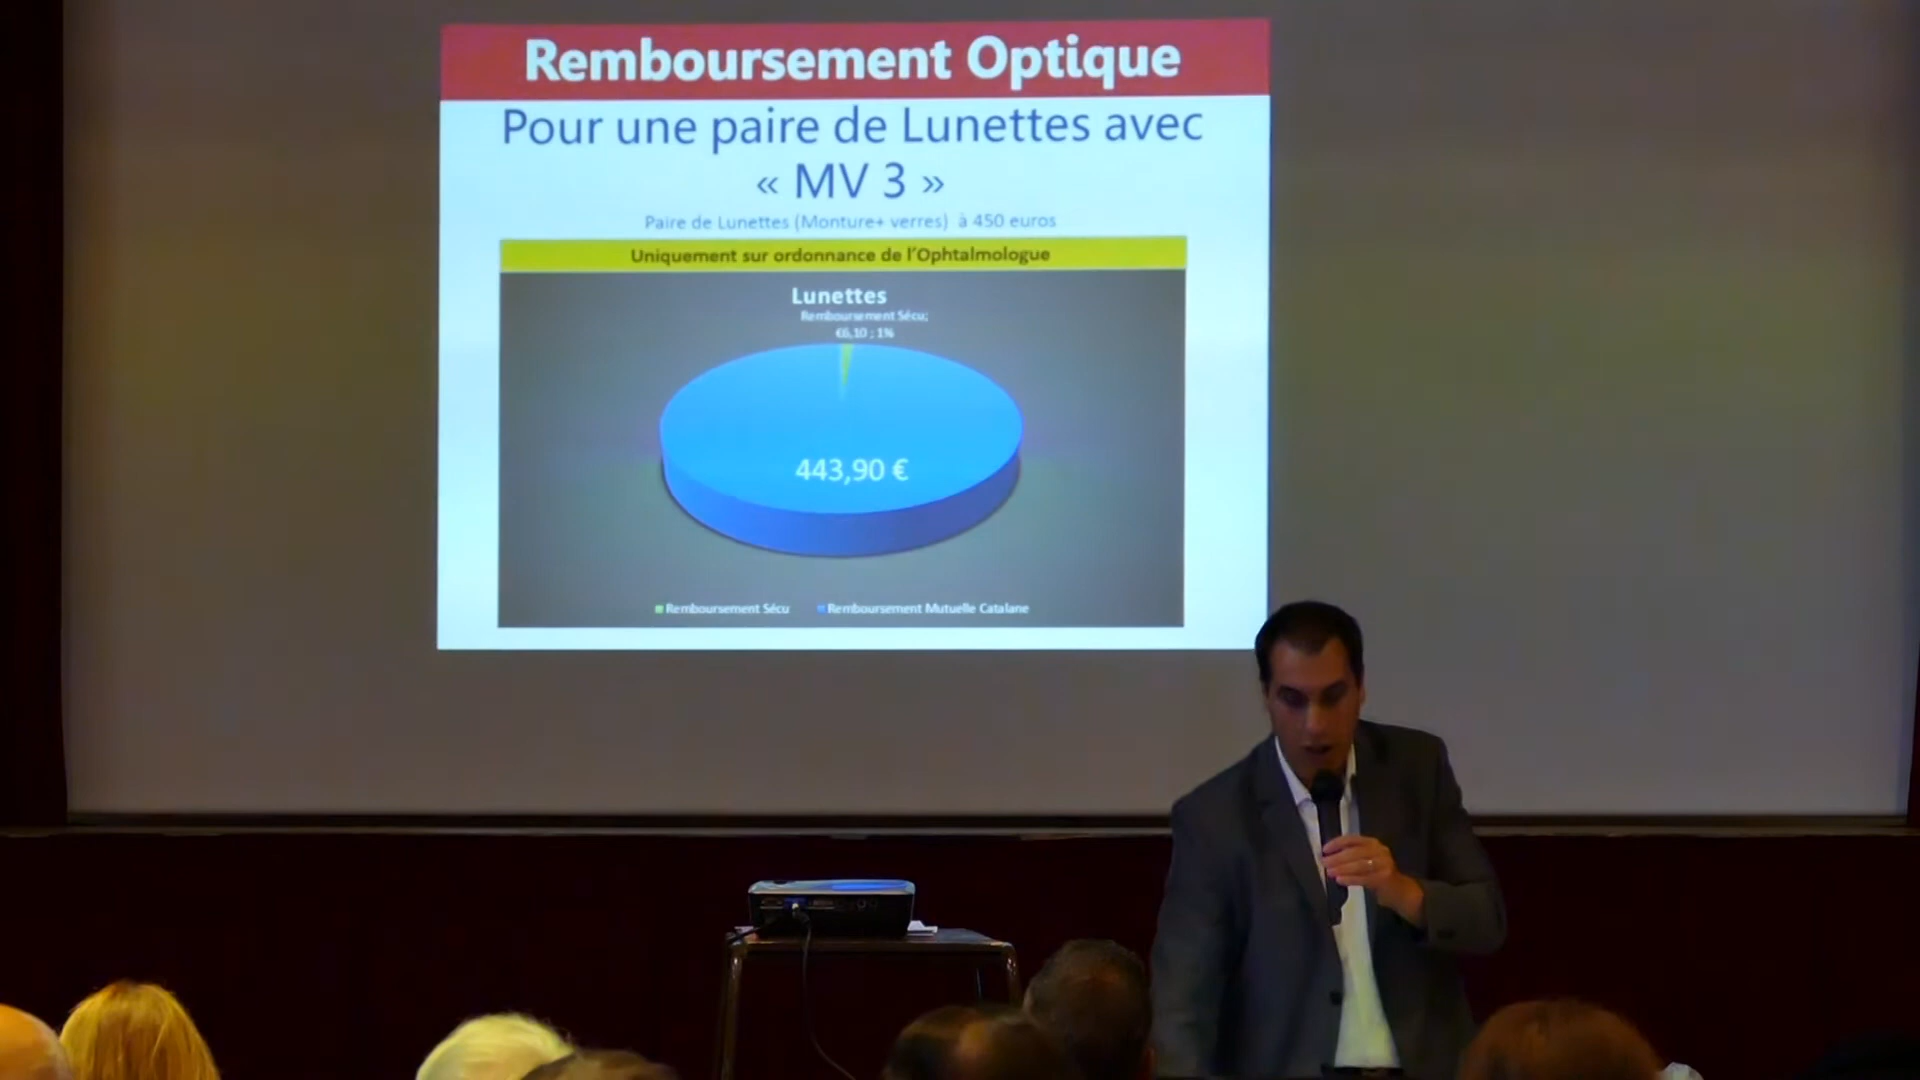 Remboursement Optique
Pour une paire de Lunettes avec
« MV 3 »
Paire de Lunettes (Monture+ verres) à 450 euros
Uniquement sur ordonnance de l'Ophtalmologue
Lunettes
Remboursement Sécu;
€6,10 ; 1%
443,90 €
Remboursement Sécu
Remboursement Mutuelle Catalane